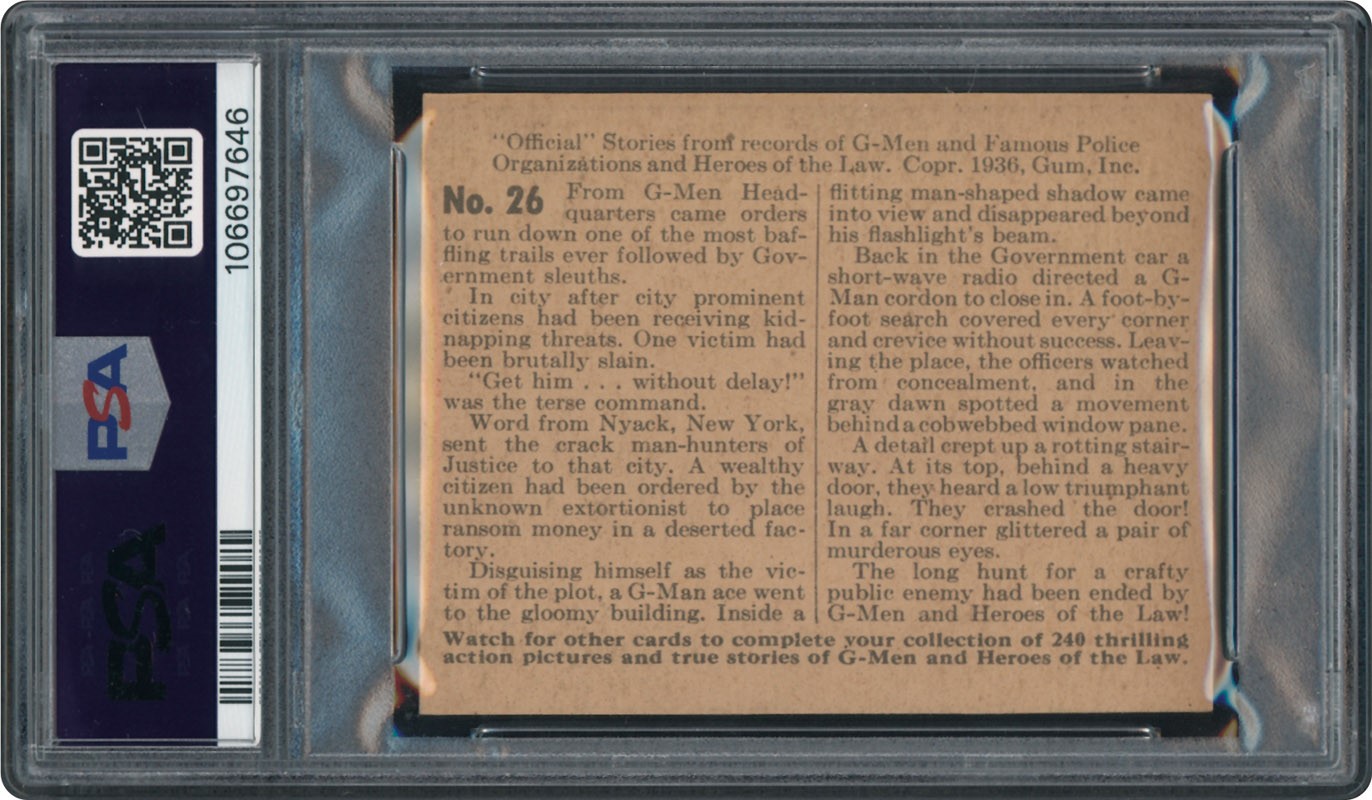 PSA
106697646
PSA
"Official" Stories from records of G-Men and Famous Police
Organizations and Heroes of the Law. Copr. 1936, Gum, Inc.
No. 26 From G-Men Head-
quarters came orders
to run down one of the most baf-
fling trails ever followed by Gov-
ernment sleuths.
In city after city prominent
citizens had been receiving kid-
napping threats. One victim had
been brutally slain.
"Get him . . . without delay!"
was the terse command.
Word from Nyack, New York,
sent the crack man-hunters of
Justice to that city. A wealthy
citizen had been ordered by the
unknown extortionist to place
ransom money in a deserted fac-
tory.
Disguising himself as the vic-
tim of the plot, a G-Man ace went
to the gloomy building. Inside a
flitting man-shaped shadow came
into view and disappeared beyond
his flashlight's beam.
Back in the Government car a
short-wave radio directed a G-
Man cordon to close in. A foot-by-
foot search covered every corner
and crevice without success. Leav-
ing the place, the officers watched
from concealment, and in the
gray dawn spotted a movement
behind a cobwebbed window pane.
A detail crept up a rotting stair-
way. At its top, behind a heavy
door, they heard a low triumphant
laugh. They crashed the door!
In a far corner glittered a pair of
murderous eyes.
The long hunt for a crafty
public enemy had been ended by
G-Men and Heroes of the Law!
Watch for other cards to complete your collection of 240 thrilling
action pictures and true stories of G-Men and Heroes of the Law.